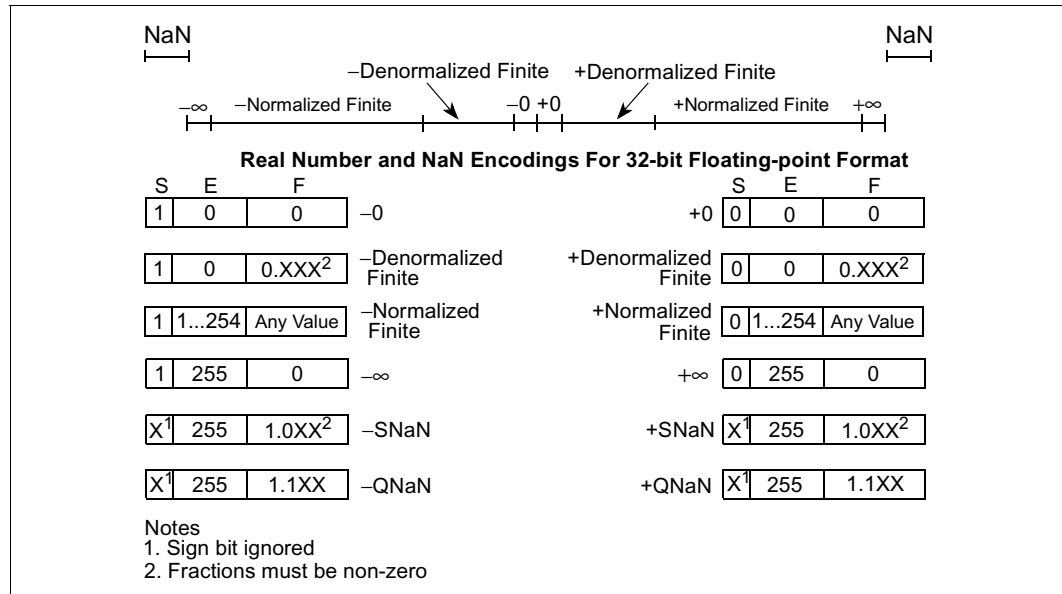 NaN NaN
−Denormalized Finite +Denormalized Finite
−∞ −Normalized Finite −0 +0 +Normalized Finite +∞
Real Number and NaN Encodings For 32-bit Floating-point Format
S E F S E F
1 0 0 −0 +0 0 0 0
1 0 0.XXX² −Denormalized Finite +Denormalized Finite 0 0 0.XXX²
1 1...254 Any Value −Normalized Finite +Normalized Finite 0 1...254 Any Value
1 255 0 −∞ +∞ 0 255 0
X¹ 255 1.0XX² −SNaN +SNaN X¹ 255 1.0XX²
X¹ 255 1.1XX −QNaN +QNaN X¹ 255 1.1XX
Notes
1. Sign bit ignored
2. Fractions must be non-zero